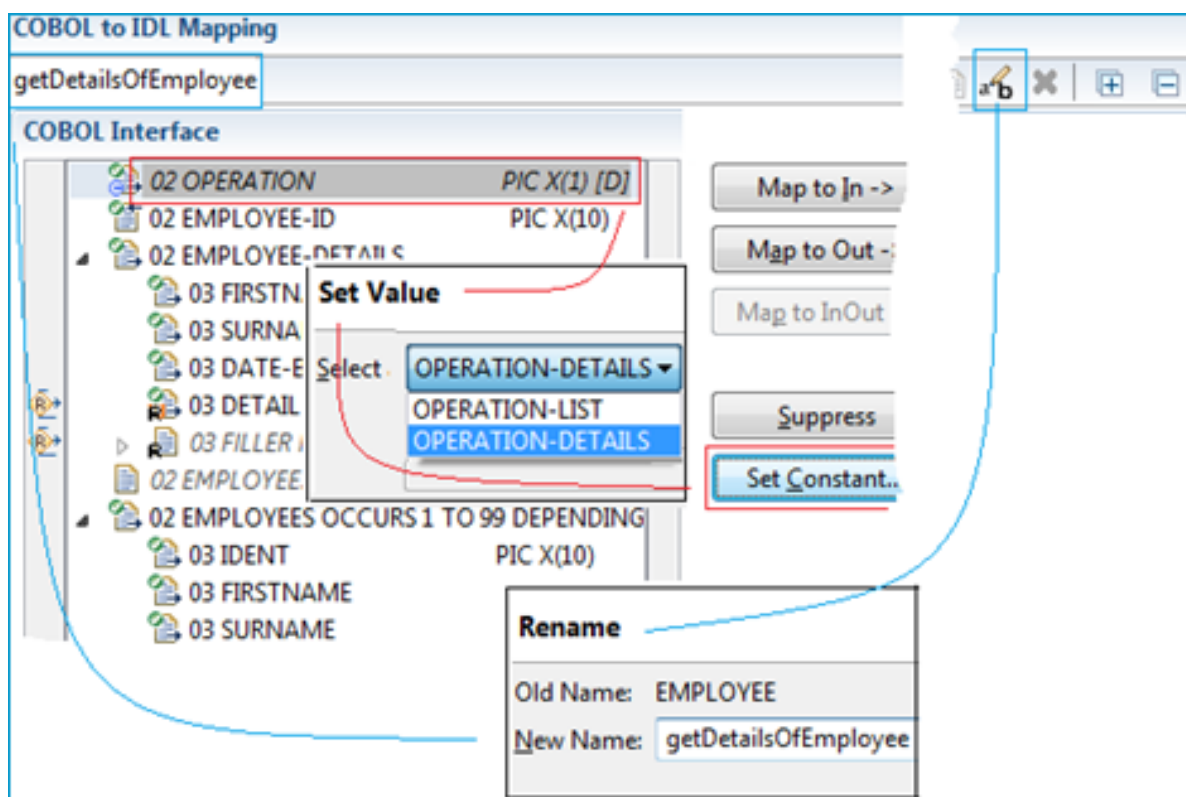 COBOL to IDL Mapping
getDetailsOfEmployee
ab
COBOL Interface
02 OPERATION PIC X(1) [D]
Map to In ->
02 EMPLOYEE-ID PIC X(10)
02 EMPLOYEE-DETAILS
Map to Out -
03 FIRSTN
Set Value
03 SURNA
Map to InOut
03 DATE-E
Select
OPERATION-DETAILS
R 03 DETAIL
OPERATION-LIST
Suppress
R 03 FILLER
OPERATION-DETAILS
02 EMPLOYEE
Set Constant..
02 EMPLOYEES OCCURS 1 TO 99 DEPENDING
03 IDENT PIC X(10)
03 FIRSTNAME
03 SURNAME
Rename
Old Name: EMPLOYEE
New Name: getDetailsOfEmployee